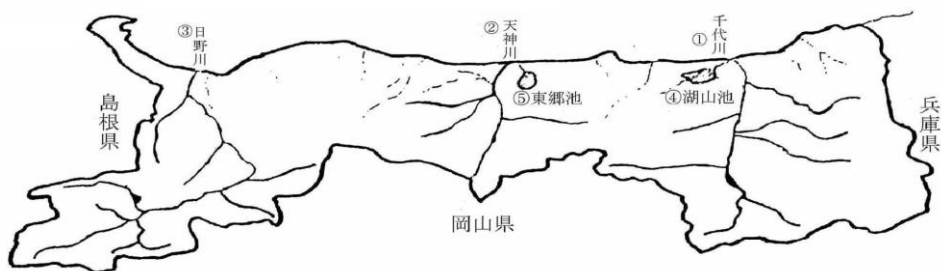 ③日野川
②天神川
①千代川
⑤東郷池
④湖山池
島根県
兵庫県
岡山県